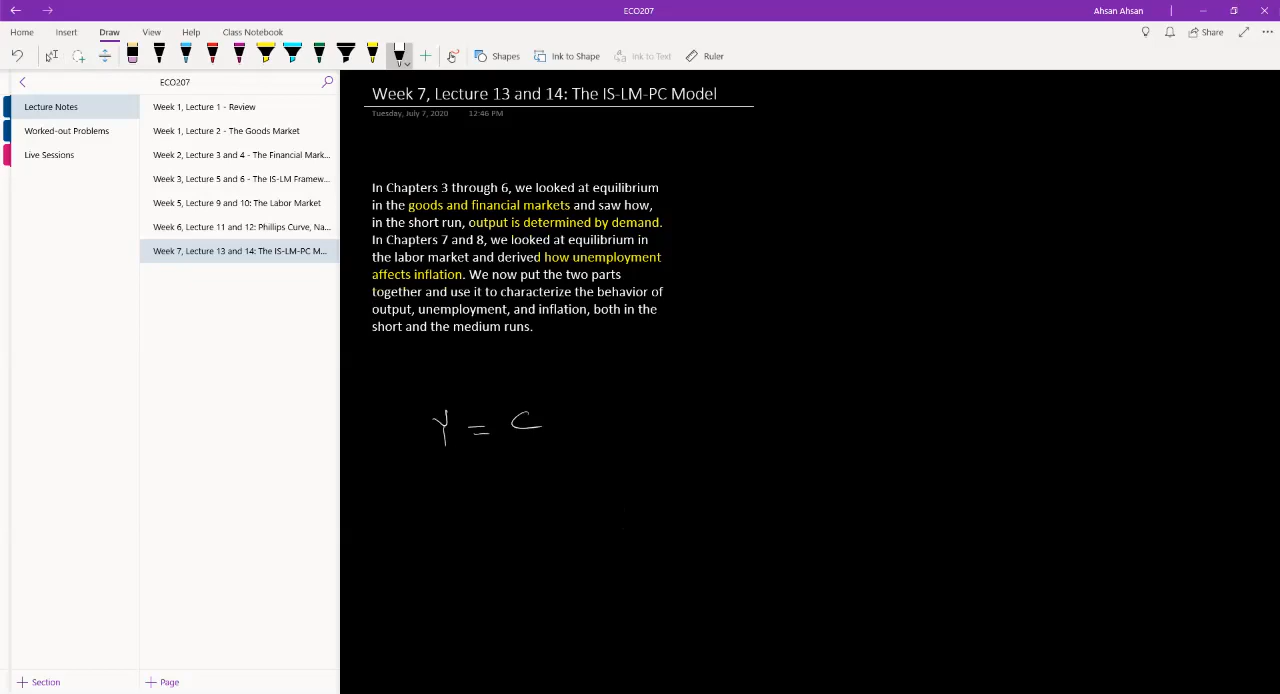 ECO207
Ahsan Ahsan
Home Insert Draw View Help Class Notebook
Share
Shapes Ink to Shape Ink to Text Ruler
ECO207
Lecture Notes
Worked-out Problems
Live Sessions
Week 1, Lecture 1 - Review
Week 1, Lecture 2 - The Goods Market
Week 2, Lecture 3 and 4 - The Financial Mark...
Week 3, Lecture 5 and 6 - The IS-LM Framew...
Week 5, Lecture 9 and 10: The Labor Market
Week 6, Lecture 11 and 12: Phillips Curve, Na...
Week 7, Lecture 13 and 14: The IS-LM-PC M...
Section
Page
Week 7, Lecture 13 and 14: The IS-LM-PC Model
Tuesday, July 7, 2020 12:46 PM
In Chapters 3 through 6, we looked at equilibrium
in the goods and financial markets and saw how,
in the short run, output is determined by demand.
In Chapters 7 and 8, we looked at equilibrium in
the labor market and derived how unemployment
affects inflation. We now put the two parts
together and use it to characterize the behavior of
output, unemployment, and inflation, both in the
short and the medium runs.
Y = C